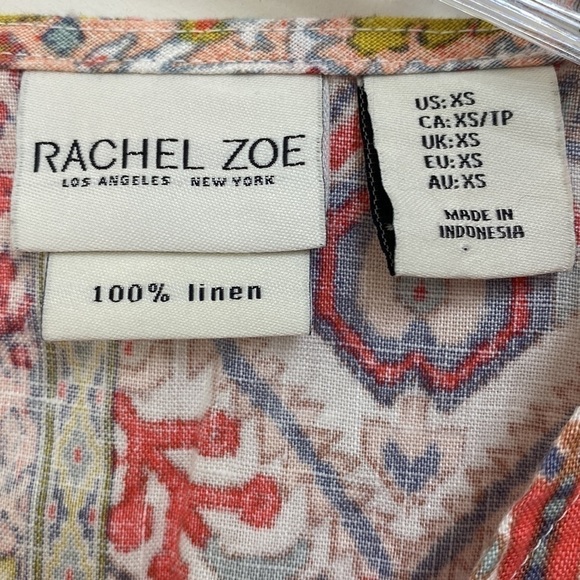 RACHEL ZOE
LOS ANGELES NEW YORK
100% linen
US: XS
CA: XS/TP
UK: XS
EU: XS
AU: XS
MADE IN
INDONESIA